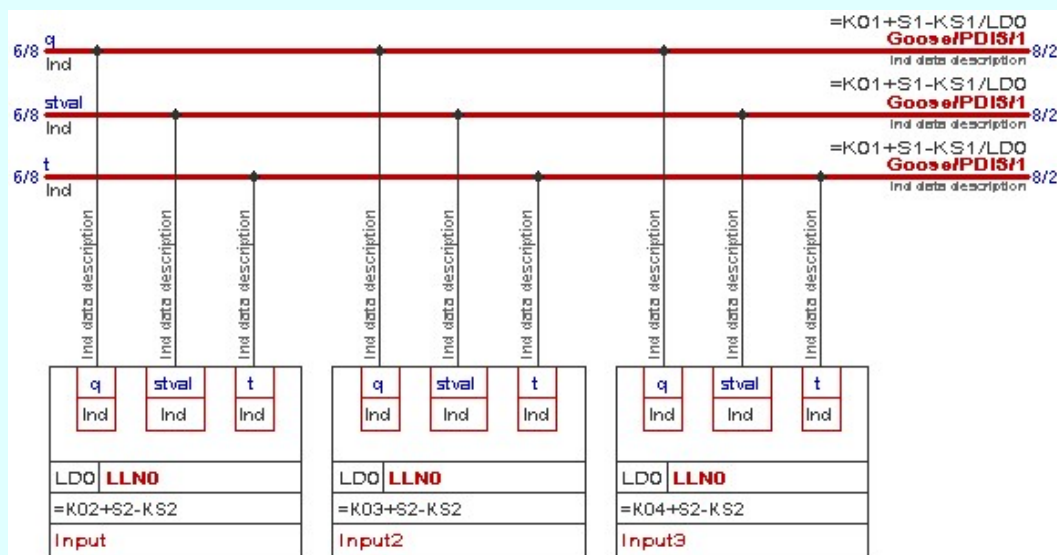 =K01+S1-KS1/LD0
6/8 q Goose/PDIS/1 8/2
Ind Ind data description
=K01+S1-KS1/LD0
6/8 stval Goose/PDIS/1 8/2
Ind Ind data description
=K01+S1-KS1/LD0
6/8 t Goose/PDIS/1 8/2
Ind Ind data description
Ind data description Ind data description Ind data description Ind data description Ind data description Ind data description Ind data description Ind data description Ind data description
q stval t q stval t q stval t
Ind Ind Ind Ind Ind Ind Ind Ind Ind
LD0 LLN0 LD0 LLN0 LD0 LLN0
=K02+S2-KS2 =K03+S2-KS2 =K04+S2-KS2
Input Input2 Input3